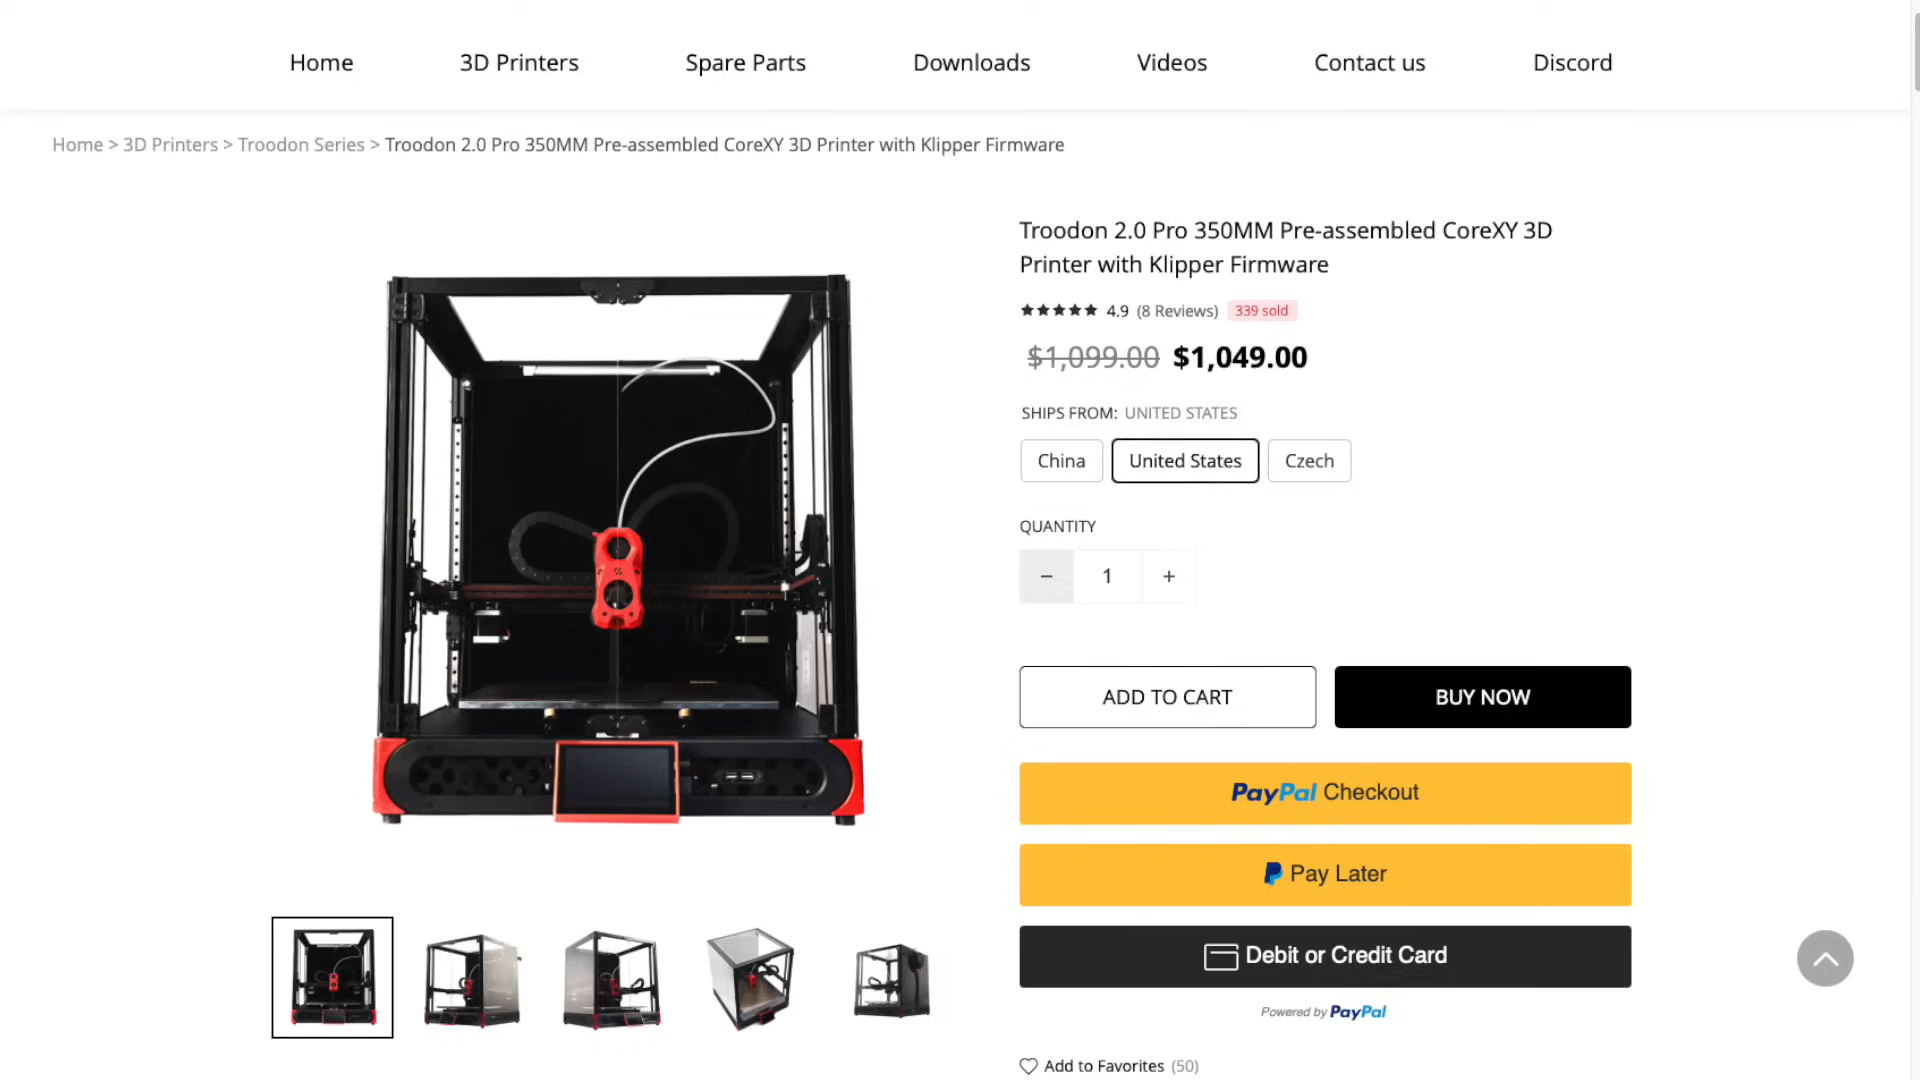 Home 3D Printers Spare Parts Downloads Videos Contact us Discord
Home > 3D Printers > Troodon Series > Troodon 2.0 Pro 350MM Pre-assembled CoreXY 3D Printer with Klipper Firmware
Troodon 2.0 Pro 350MM Pre-assembled CoreXY 3D
Printer with Klipper Firmware
4.9 (8 Reviews) 339 sold
$1,099.00 $1,049.00
SHIPS FROM: UNITED STATES
China United States Czech
QUANTITY
− 1 +
ADD TO CART BUY NOW
PayPal Checkout
Pay Later
Debit or Credit Card
Powered by PayPal
Add to Favorites (50)